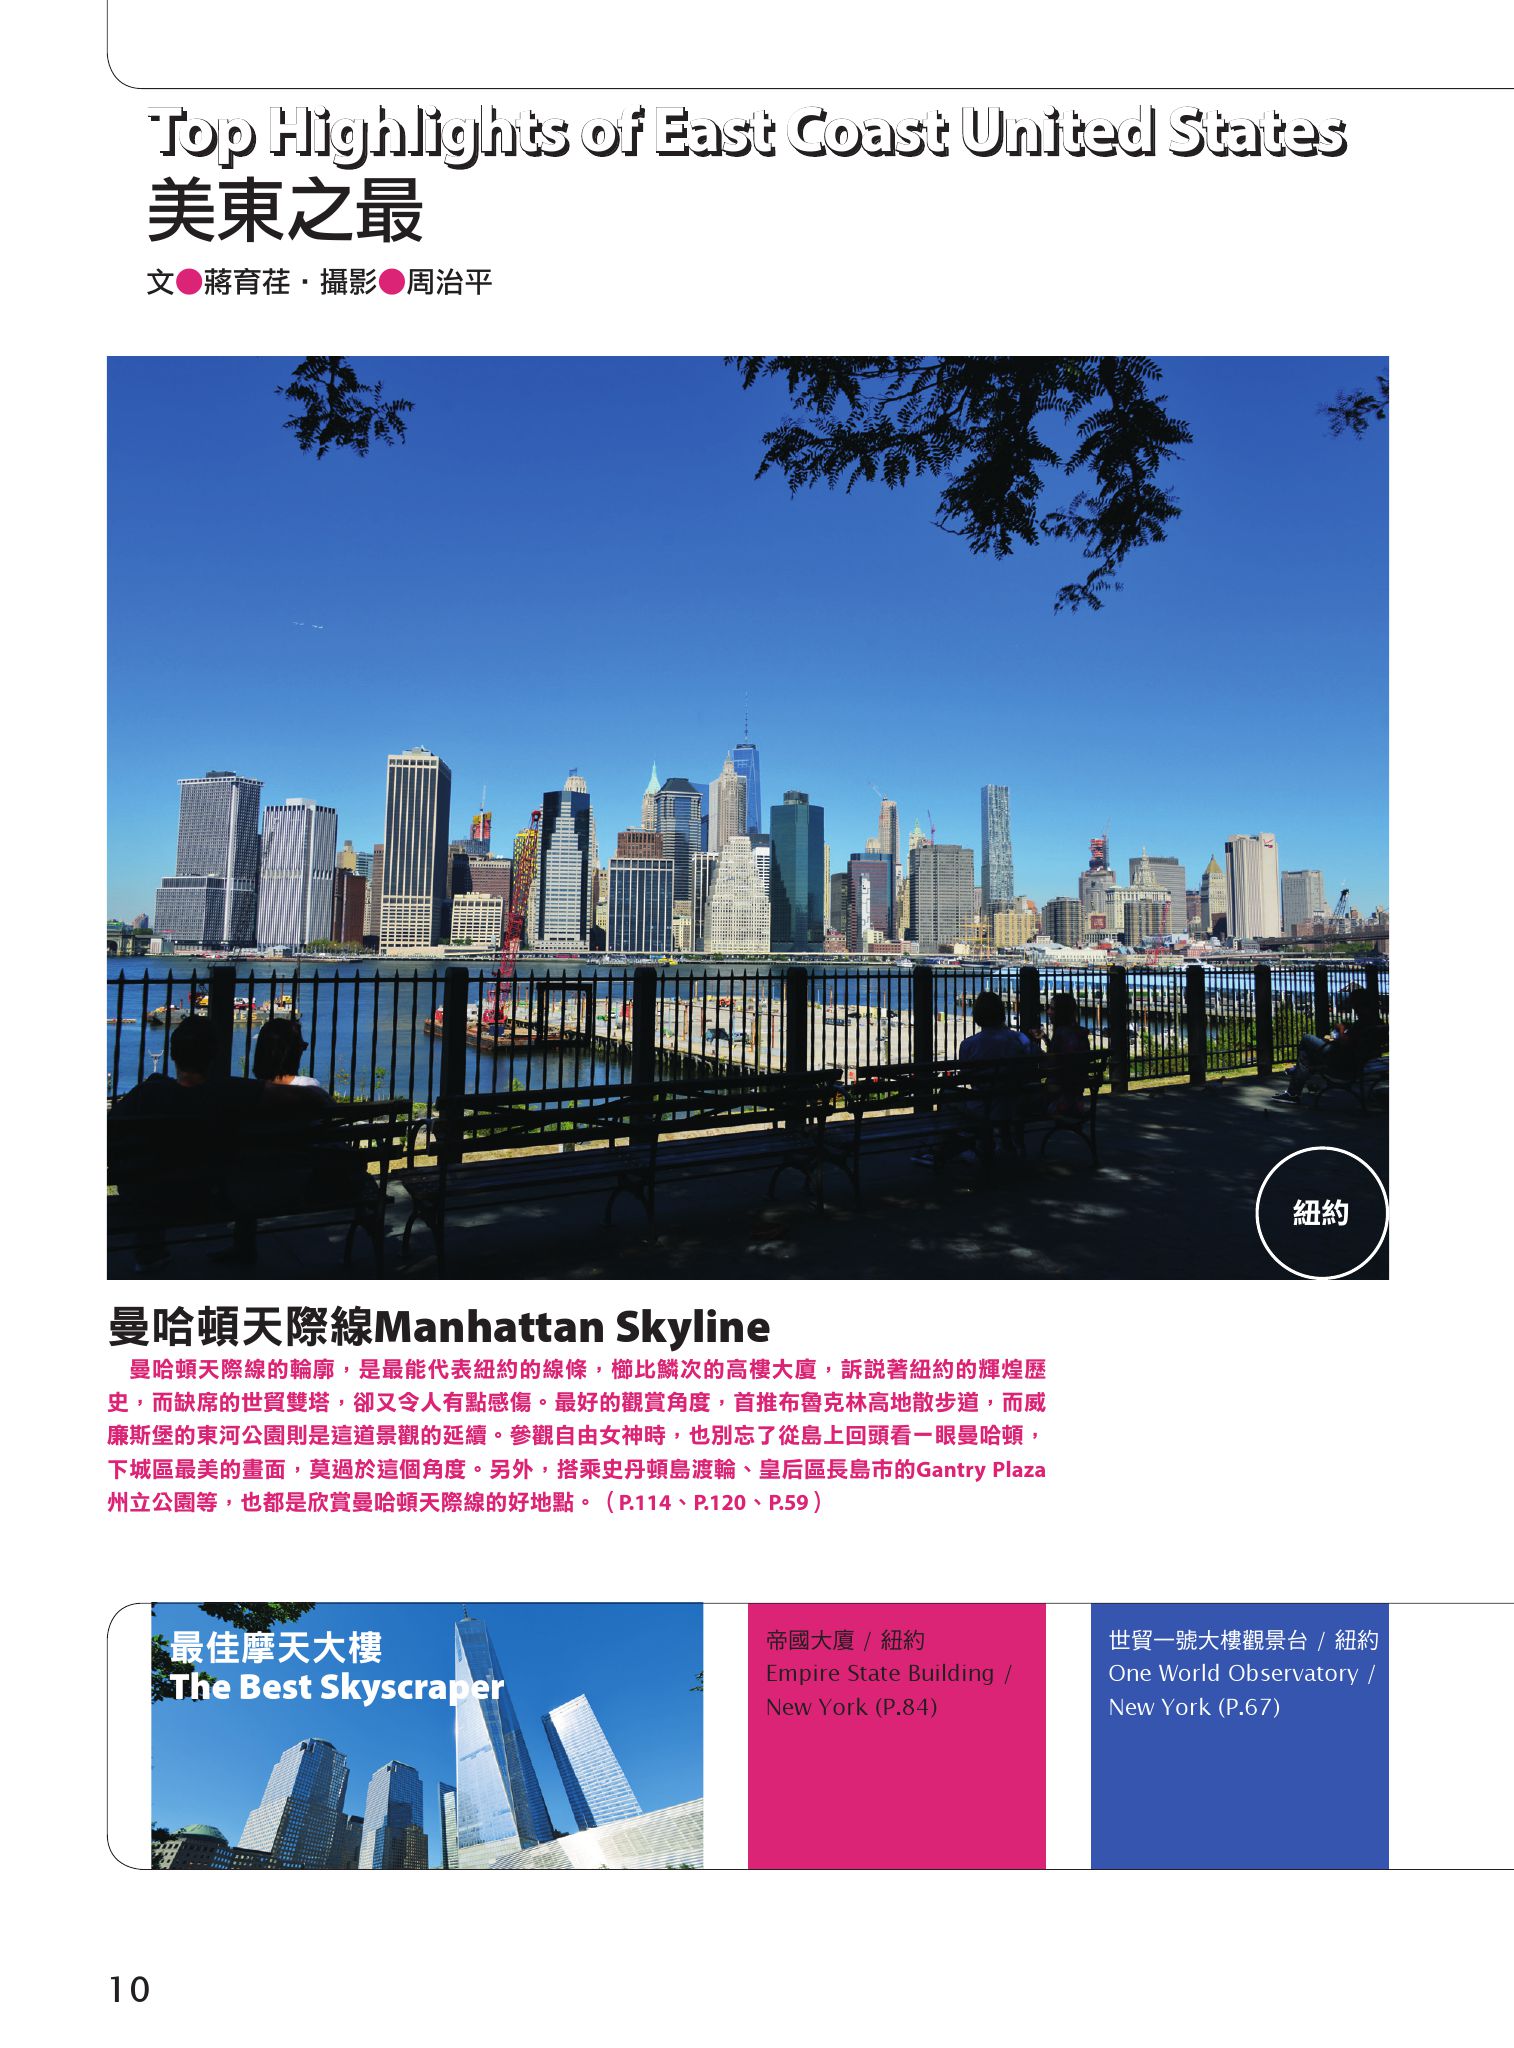 Top Highlights of East Coast United States
美東之最
文●蔣育荏．攝影●周治平
紐約
曼哈頓天際線Manhattan Skyline
曼哈頓天際線的輪廓，是最能代表紐約的線條，櫛比鱗次的高樓大廈，訴説著紐約的輝煌歷
史，而缺席的世貿雙塔，卻又令人有點感傷。最好的觀賞角度，首推布魯克林高地散步道，而威
廉斯堡的東河公園則是這道景觀的延續。參觀自由女神時，也別忘了從島上回頭看一眼曼哈頓，
下城區最美的畫面，莫過於這個角度。另外，搭乘史丹頓島渡輪、皇后區長島市的Gantry Plaza
州立公園等，也都是欣賞曼哈頓天際線的好地點。（P.114、P.120、P.59）
最佳摩天大樓
The Best Skyscraper
帝國大廈 / 紐約
Empire State Building /
New York (P.84)
世貿一號大樓觀景台 / 紐約
One World Observatory /
New York (P.67)
10